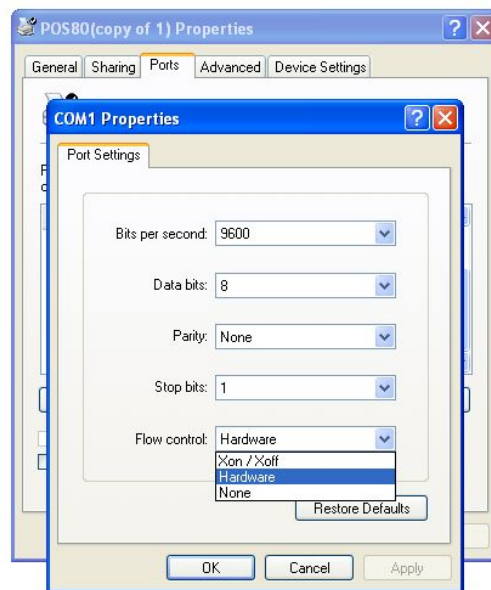 POS80(copy of 1) Properties
General Sharing Ports Advanced Device Settings
COM1 Properties
Port Settings
Bits per second: 9600
Data bits: 8
Parity: None
Stop bits: 1
Flow control: Hardware
Xon / Xoff
Hardware
None
Restore Defaults
OK Cancel Apply